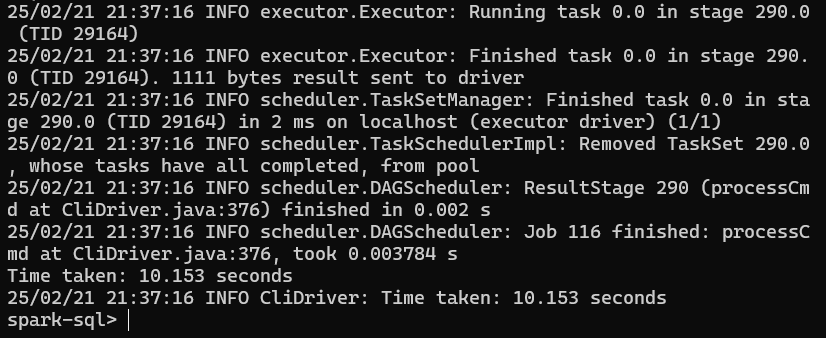 25/02/21 21:37:16 INFO executor.Executor: Running task 0.0 in stage 290.0
 (TID 29164)
25/02/21 21:37:16 INFO executor.Executor: Finished task 0.0 in stage 290.
0 (TID 29164). 1111 bytes result sent to driver
25/02/21 21:37:16 INFO scheduler.TaskSetManager: Finished task 0.0 in sta
ge 290.0 (TID 29164) in 2 ms on localhost (executor driver) (1/1)
25/02/21 21:37:16 INFO scheduler.TaskSchedulerImpl: Removed TaskSet 290.0
, whose tasks have all completed, from pool
25/02/21 21:37:16 INFO scheduler.DAGScheduler: ResultStage 290 (processCm
d at CliDriver.java:376) finished in 0.002 s
25/02/21 21:37:16 INFO scheduler.DAGScheduler: Job 116 finished: processC
md at CliDriver.java:376, took 0.003784 s
Time taken: 10.153 seconds
25/02/21 21:37:16 INFO CliDriver: Time taken: 10.153 seconds
spark-sql>